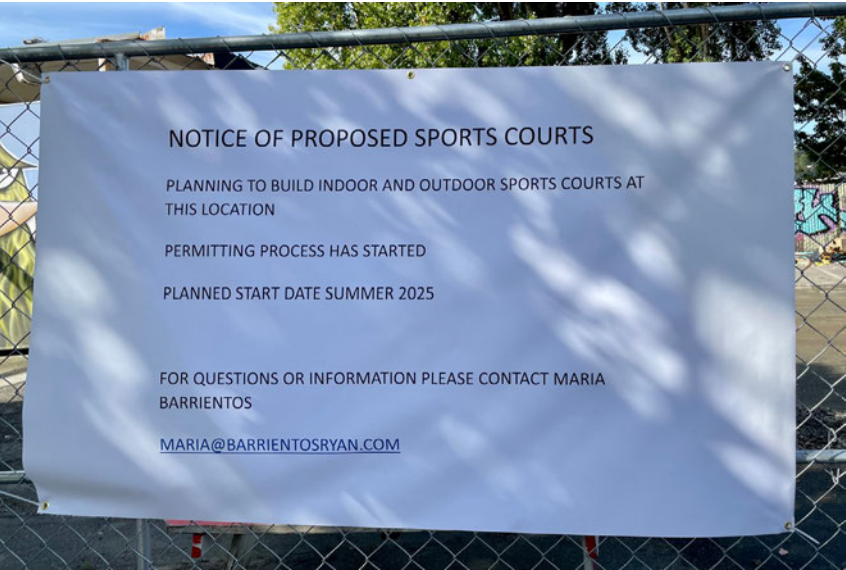 NOTICE OF PROPOSED SPORTS COURTS
PLANNING TO BUILD INDOOR AND OUTDOOR SPORTS COURTS AT
THIS LOCATION
PERMITTING PROCESS HAS STARTED
PLANNED START DATE SUMMER 2025
FOR QUESTIONS OR INFORMATION PLEASE CONTACT MARIA
BARRIENTOS
MARIA@BARRIENTOSRYAN.COM